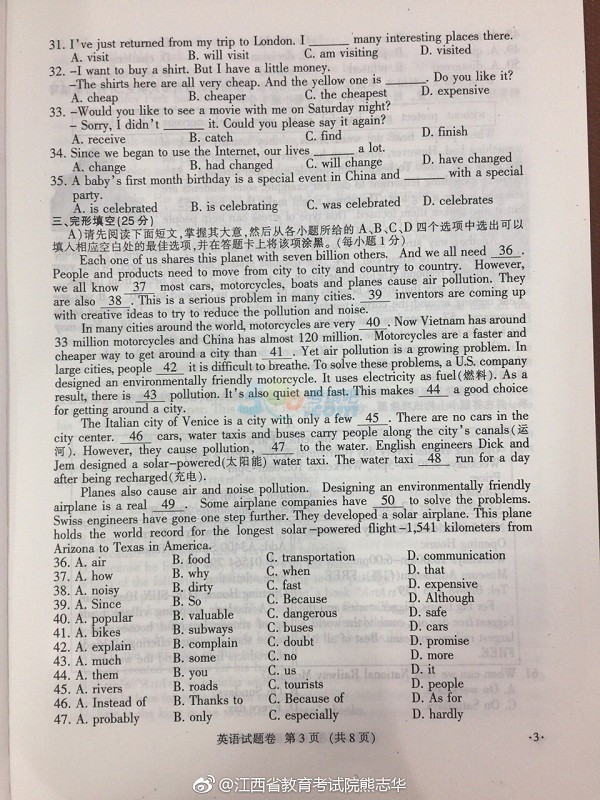 31. I've just returned from my trip to London. I ______ many interesting places there.
A. visit B. will visit C. am visiting D. visited
32. –I want to buy a shirt. But I have a little money.
–The shirts here are all very cheap. And the yellow one is ______. Do you like it?
A. cheap B. cheaper C. the cheapest D. expensive
33. –Would you like to see a movie with me on Saturday night?
– Sorry, I didn't ______ it. Could you please say it again?
A. receive B. catch C. find D. finish
34. Since we began to use the Internet, our lives ______ a lot.
A. change B. had changed C. will change D. have changed
35. A baby's first month birthday is a special event in China and ______ with a special
party.
A. is celebrated B. is celebrating C. was celebrated D. celebrates
三、完形填空(25分)
A)请先阅读下面短文,掌握其大意,然后从各小题所给的 A、B、C、D 四个选项中选出可以
填入相应空白处的最佳选项,并在答题卡上将该项涂黑。(每小题1分)
Each one of us shares this planet with seven billion others. And we all need 36 .
People and products need to move from city to city and country to country. However,
we all know 37 most cars, motorcycles, boats and planes cause air pollution. They
are also 38 . This is a serious problem in many cities. 39 inventors are coming up
with creative ideas to try to reduce the pollution and noise.
In many cities around the world, motorcycles are very 40 . Now Vietnam has around
33 million motorcycles and China has almost 120 million. Motorcycles are a faster and
cheaper way to get around a city than 41 . Yet air pollution is a growing problem. In
large cities, people 42 it is difficult to breathe. To solve these problems, a U.S. company
designed an environmentally friendly motorcycle. It uses electricity as fuel(燃料). As a
result, there is 43 pollution. It's also quiet and fast. This makes 44 a good choice
for getting around a city.
The Italian city of Venice is a city with only a few 45 . There are no cars in the
city center. 46 cars, water taxis and buses carry people along the city's canals(运
河). However, they cause pollution, 47 to the water. English engineers Dick and
Jem designed a solar-powered(太阳能) water taxi. The water taxi 48 run for a day
after being recharged(充电).
Planes also cause air and noise pollution. Designing an environmentally friendly
airplane is a real 49 . Some airplane companies have 50 to solve the problems.
Swiss engineers have gone one step further. They developed a solar airplane. This plane
holds the world record for the longest solar–powered flight–1,541 kilometers from
Arizona to Texas in America.
36. A. air B. food C. transportation D. communication
37. A. how B. why C. when D. that
38. A. noisy B. dirty C. fast D. expensive
39. A. Since B. So C. Because D. Although
40. A. popular B. valuable C. dangerous D. safe
41. A. bikes B. subways C. buses D. cars
42. A. explain B. complain C. doubt D. promise
43. A. much B. some C. no D. more
44. A. them B. you C. us D. it
45. A. rivers B. roads C. tourists D. people
46. A. Instead of B. Thanks to C. Because of D. As for
47. A. probably B. only C. especially D. hardly
英语试题卷 第3页 (共8页)
·3·
@江西省教育考试院熊志华